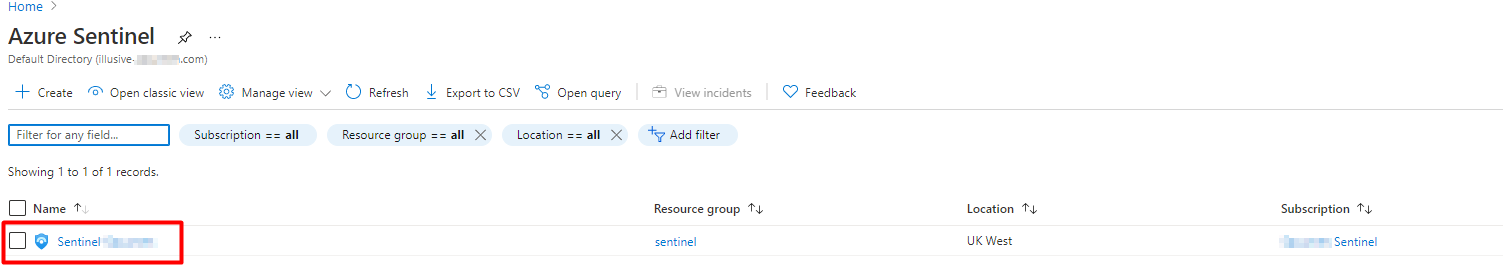 Home >
Azure Sentinel ...
Default Directory (illusive- .com)
+ Create Open classic view Manage view Refresh Export to CSV Open query View incidents Feedback
Filter for any field... Subscription == all Resource group == all Location == all Add filter
Showing 1 to 1 of 1 records.
Name Resource group Location Subscription
Sentinel sentinel UK West Sentinel